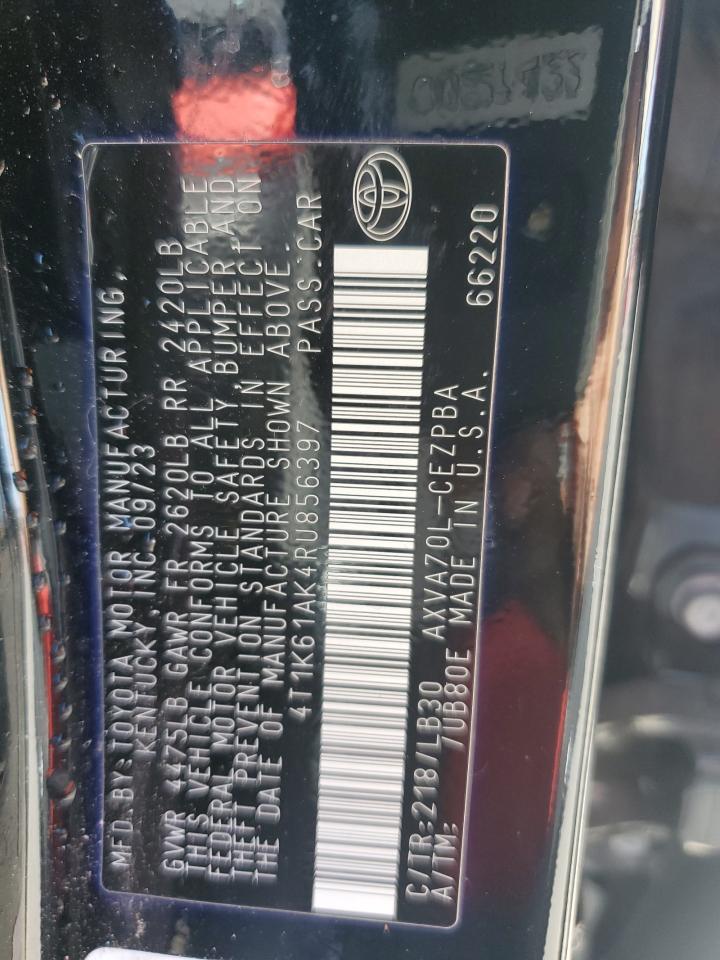 MFD.BY:TOYOTA MOTOR MANUFACTURING,
KENTUCKY, INC. 09/23
GVWR 4475LB GAWR FR 2620LB RR 2420LB
THIS VEHICLE CONFORMS TO ALL APPLICABLE
FEDERAL MOTOR VEHICLE SAFETY,BUMPER,AND
THEFT PREVENTION STANDARDS IN EFFECT ON
THE DATE OF MANUFACTURE SHOWN ABOVE.
4T1K61AK4RU856397 PASS.CAR
C/TR:218/LB30 AXVA70L-CEZPBA
A/TM: /UB80E MADE IN U.S.A. 66220